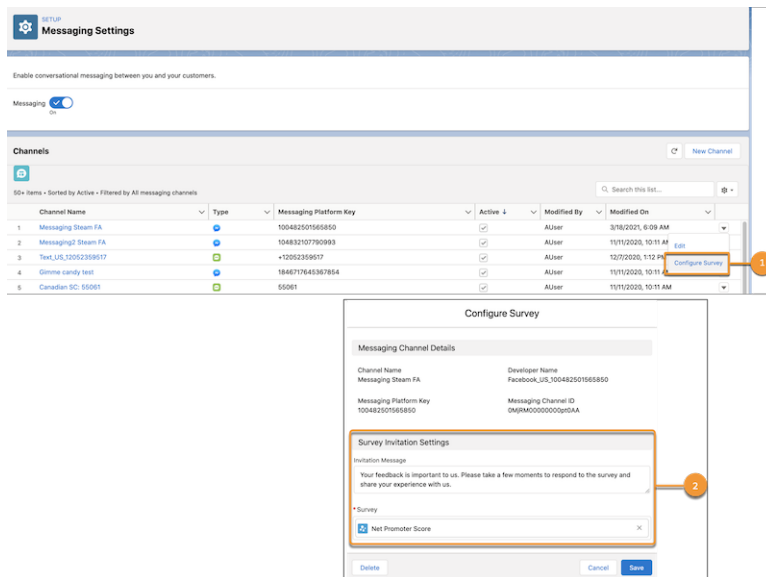 SETUP
Messaging Settings
Enable conversational messaging between you and your customers.
Messaging
On
Channels
New Channel
50+ items • Sorted by Active • Filtered by All messaging channels
Search this list...
Channel Name Type Messaging Platform Key Active ↓ Modified By Modified On
1 Messaging Steam FA 100482501565850 AUser 3/18/2021, 6:09 AM
2 Messaging2 Steam FA 104832107790993 AUser 11/11/2020, 10:11 AM
Edit
3 Text_US_12052359517 +12052359517 AUser 12/7/2020, 1:12 PM
Configure Survey
1
4 Gimme candy test 1846717645367854 AUser 11/11/2020, 10:11 AM
5 Canadian SC: 55061 55061 AUser 11/11/2020, 10:11 AM
Configure Survey
Messaging Channel Details
Channel Name Developer Name
Messaging Steam FA Facebook_US_100482501565850
Messaging Platform Key Messaging Channel ID
100482501565850 0MjRM00000000pt0AA
Survey Invitation Settings
Invitation Message
Your feedback is important to us. Please take a few moments to respond to the survey and
share your experience with us.
2
* Survey
Net Promoter Score
Delete Cancel Save